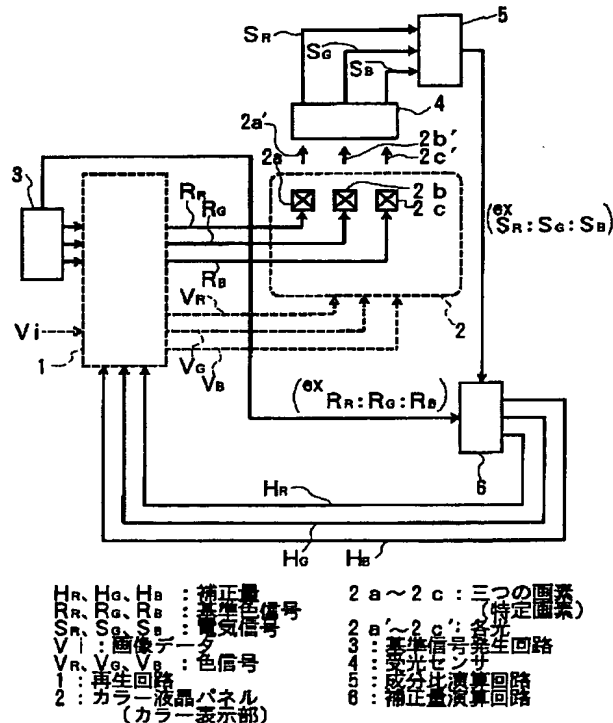 SR
SG
SB
5
4
2a'
2b'
2c'
3
2a
2b
2c
RR
RG
RB
(ex SR:SG:SB)
VR
Vi
1
VG
VB
2
(ex RR:RG:RB)
6
HR
HG
HB
HR、HG、HB：補正量
RR、RG、RB：基準色信号
SR、SG、SB：電気信号
Vi：画像データ
VR、VG、VB：色信号
1：再生回路
2：カラー液晶パネル
（カラー表示部）
2a～2c：三つの画素
（特定画素）
2a'～2c'：各光
3：基準信号発生回路
4：受光センサ
5：成分比演算回路
6：補正量演算回路